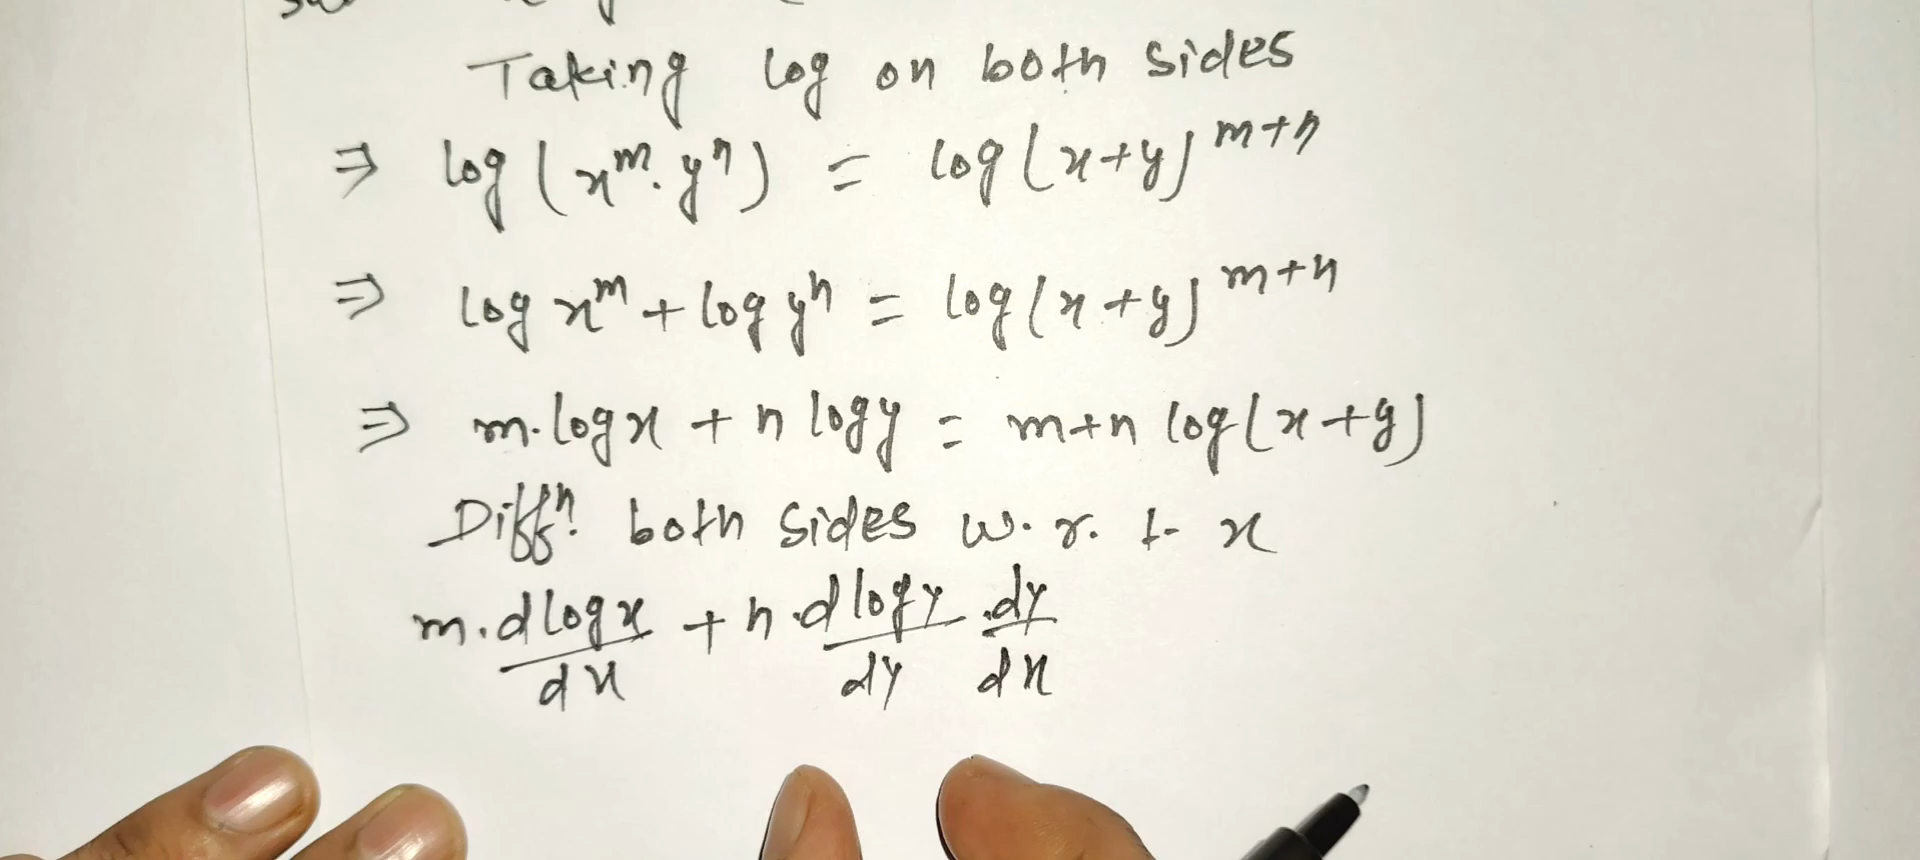 Taking log on both sides
⇒ log (x^m . y^n) = log (x+y)^m+n
⇒ log x^m + log y^n = log (x+y)^m+n
⇒ m. log x + n log y = m+n log (x+y)
Diffⁿ. both sides w. r. t- x
m. d log x/dx + n . d log y/dy . dy/dx